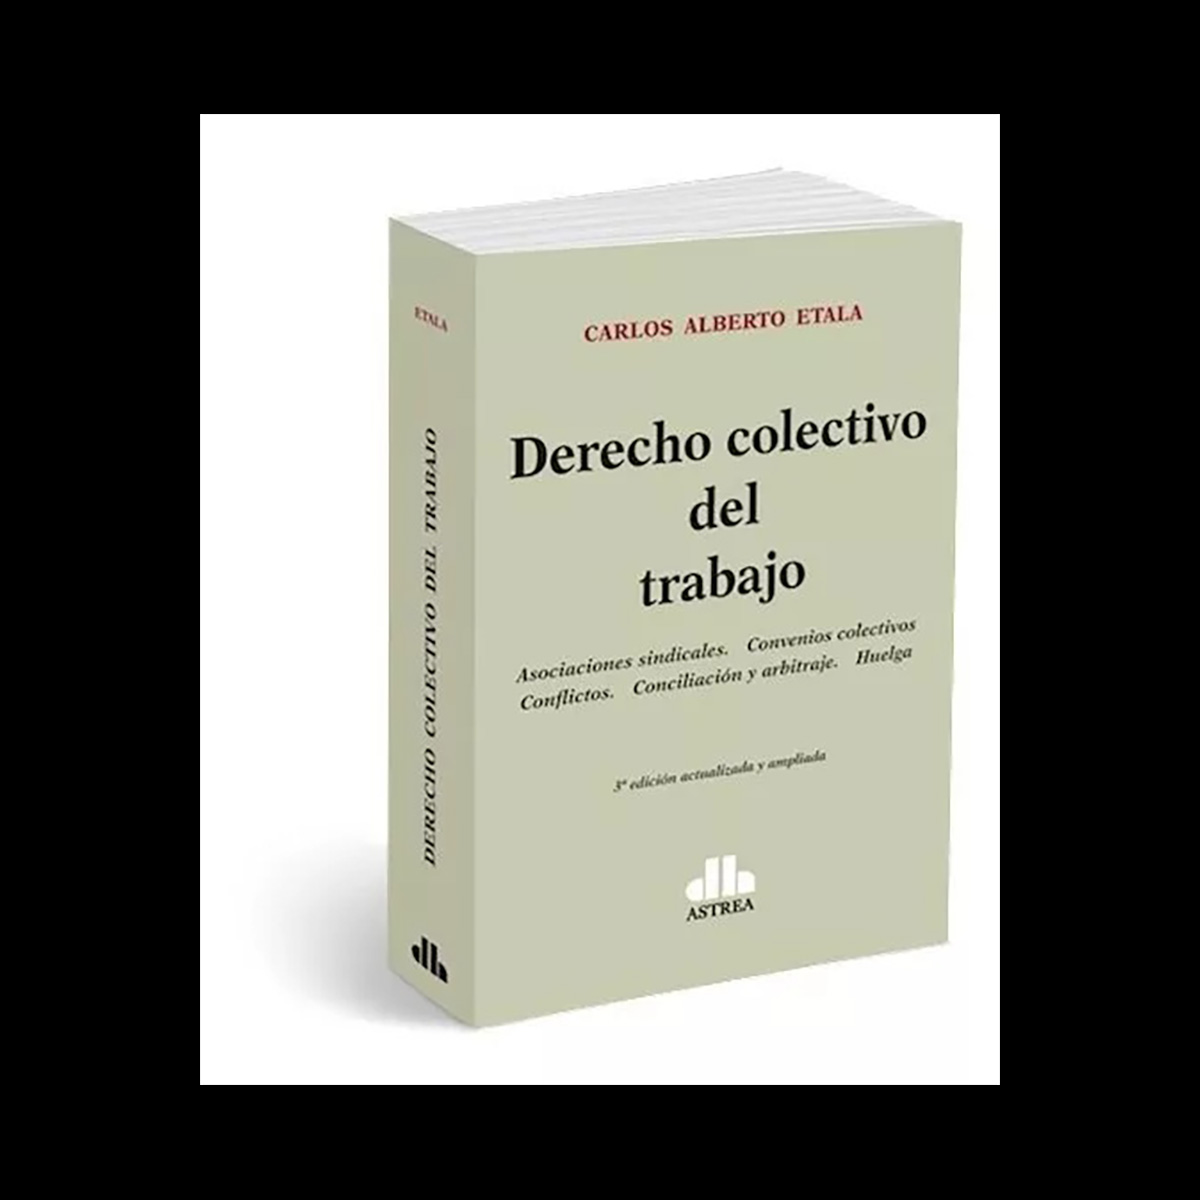 ETALA
DERECHO COLECTIVO DEL TRABAJO
CARLOS ALBERTO ETALA
Derecho colectivo
del
trabajo
Asociaciones sindicales. Convenios colectivos
Conflictos. Conciliación y arbitraje. Huelga
3ª edición actualizada y ampliada
ASTREA